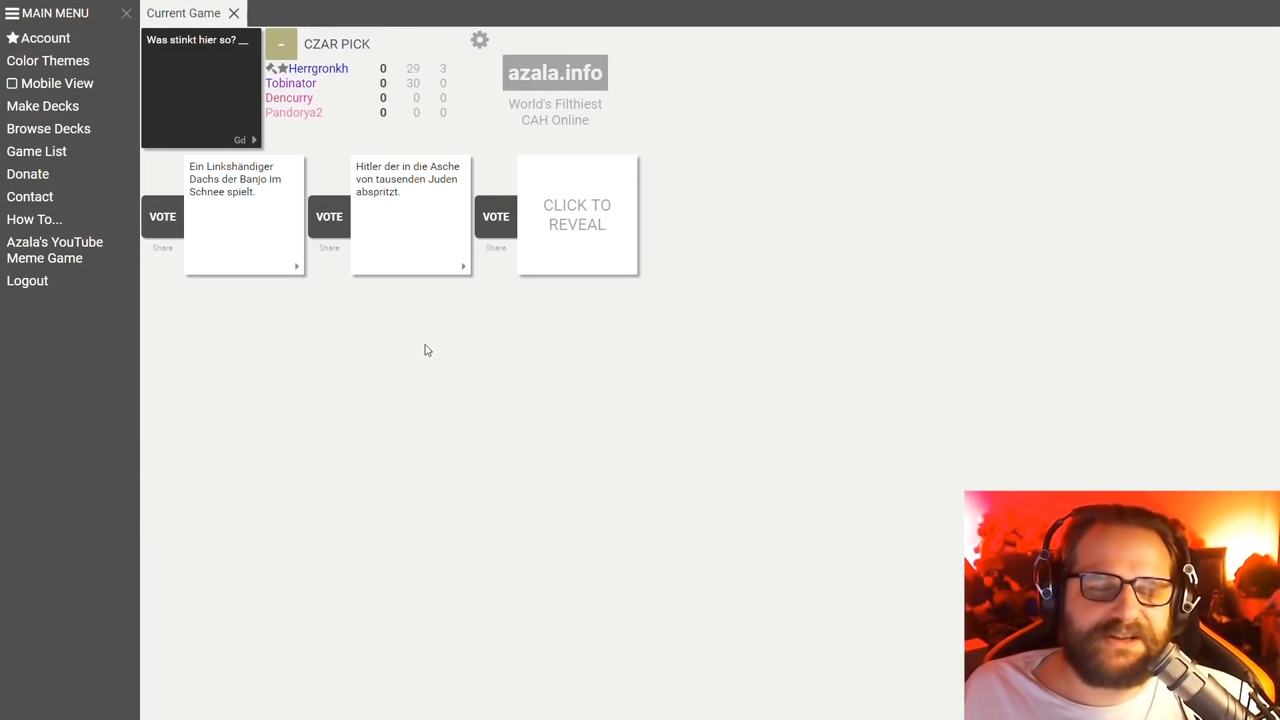 MAIN MENU
Account
Color Themes
Mobile View
Make Decks
Browse Decks
Game List
Donate
Contact
How To...
Azala's YouTube
Meme Game
Logout
Current Game
Was stinkt hier so? __
Gd
- CZAR PICK
Herrgronkh 0 29 3
Tobinator 0 30 0
Dencurry 0 0 0
Pandorya2 0 0 0
azala.info
World's Filthiest
CAH Online
VOTE
Share
Ein Linkshändiger
Dachs der Banjo im
Schnee spielt.
VOTE
Share
Hitler der in die Asche
von tausenden Juden
abspritzt.
VOTE
Share
CLICK TO
REVEAL